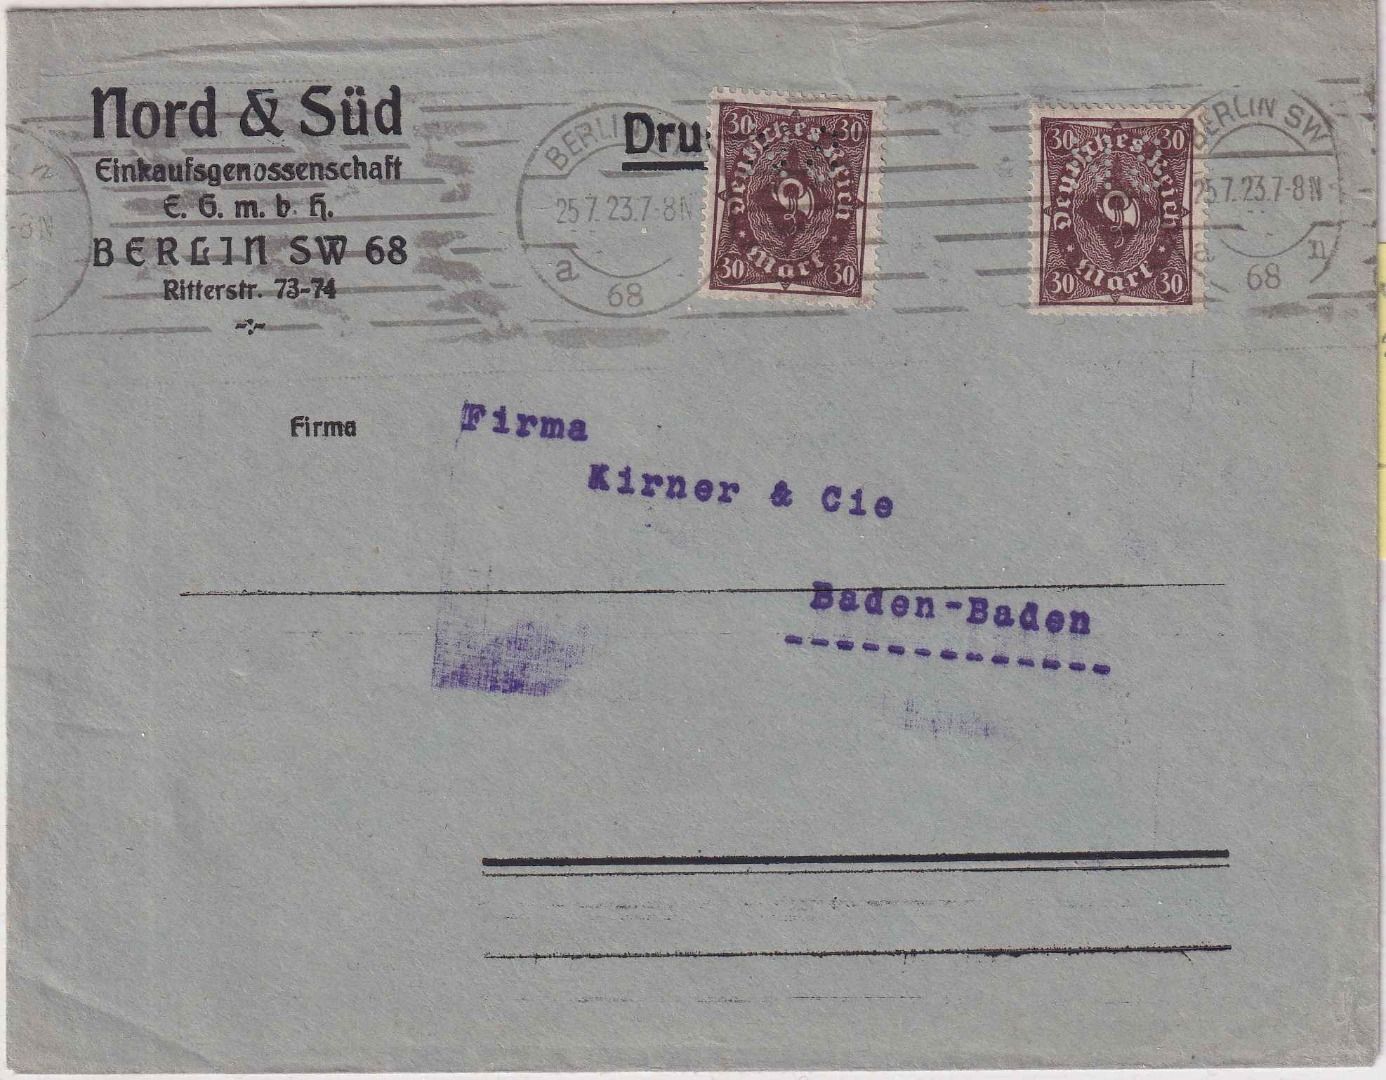 Nord & Süd
Einkaufsgenossenschaft
E. G. m. b. H.
BERLIN SW 68
Ritterstr. 73-74
Dru
BERLIN
25.7.23.7-8N
a
68
30 30
Deutsches Reich
30 Mark 30
30 30
Deutsches Reich
30 Mark 30
BERLIN SW
25.7.23.7-8N
a n
68
n
-8N
Firma
Firma
Kirner & Cie
Baden-Baden